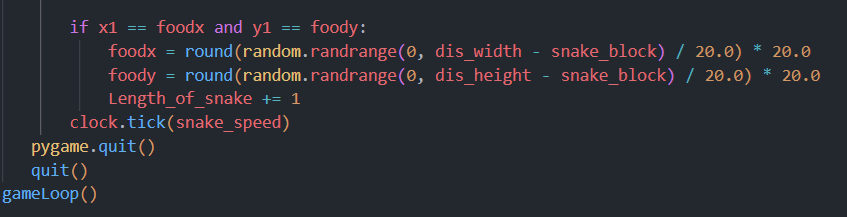 if x1 == foodx and y1 == foody:
foodx = round(random.randrange(0, dis_width - snake_block) / 20.0) * 20.0
foody = round(random.randrange(0, dis_height - snake_block) / 20.0) * 20.0
Length_of_snake += 1
clock.tick(snake_speed)
pygame.quit()
quit()
gameLoop()